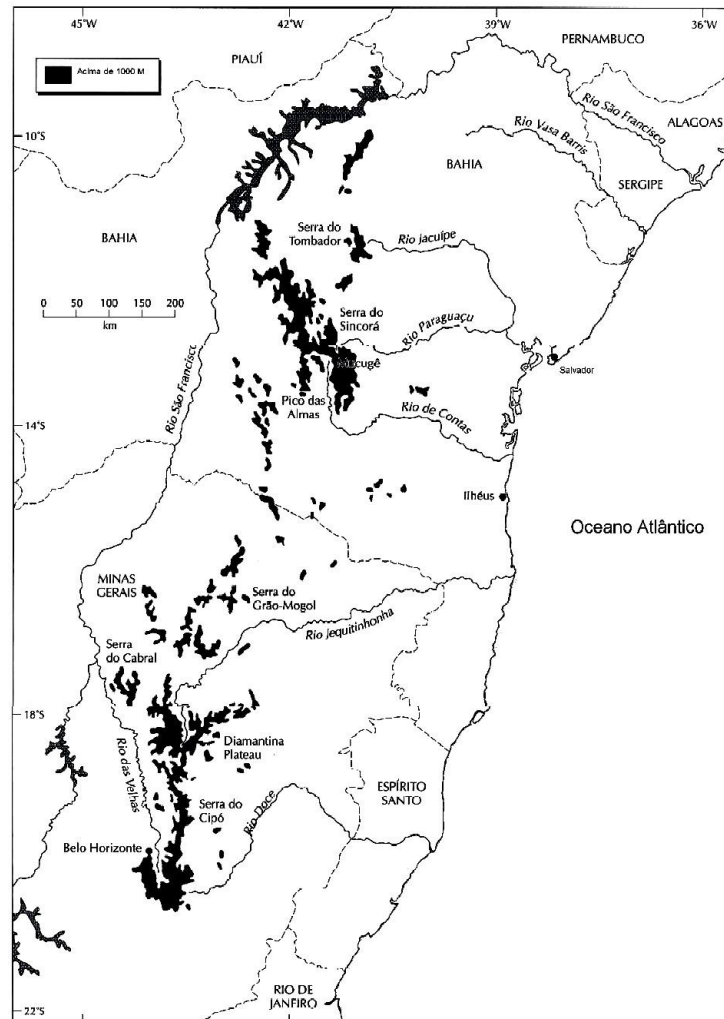 45°W
42°W
39°W
36°W
PERNAMBUCO
PIAUÍ
Acima de 1000 M
Rio São Francisco
ALAGOAS
10°S
Rio Vasa Barris
BAHIA
SERGIPE
BAHIA
Serra do
Tombador
Rio Jacuípe
0 50 100 150 200
km
Serra do
Sincorá
Rio Paraguaçu
Mucugê
Salvador
Rio São Francisco
Pico das
Almas
Rio de Contas
14°S
Ilhéus
Oceano Atlântico
MINAS
GERAIS
Serra do
Grão-Mogol
Rio Jequitinhonha
Serra
do Cabral
18°S
Diamantina
Plateau
Rio das Velhas
ESPÍRITO
SANTO
Serra do
Cipó
Rio Doce
Belo Horizonte
RIO DE
JANEIRO
22°S